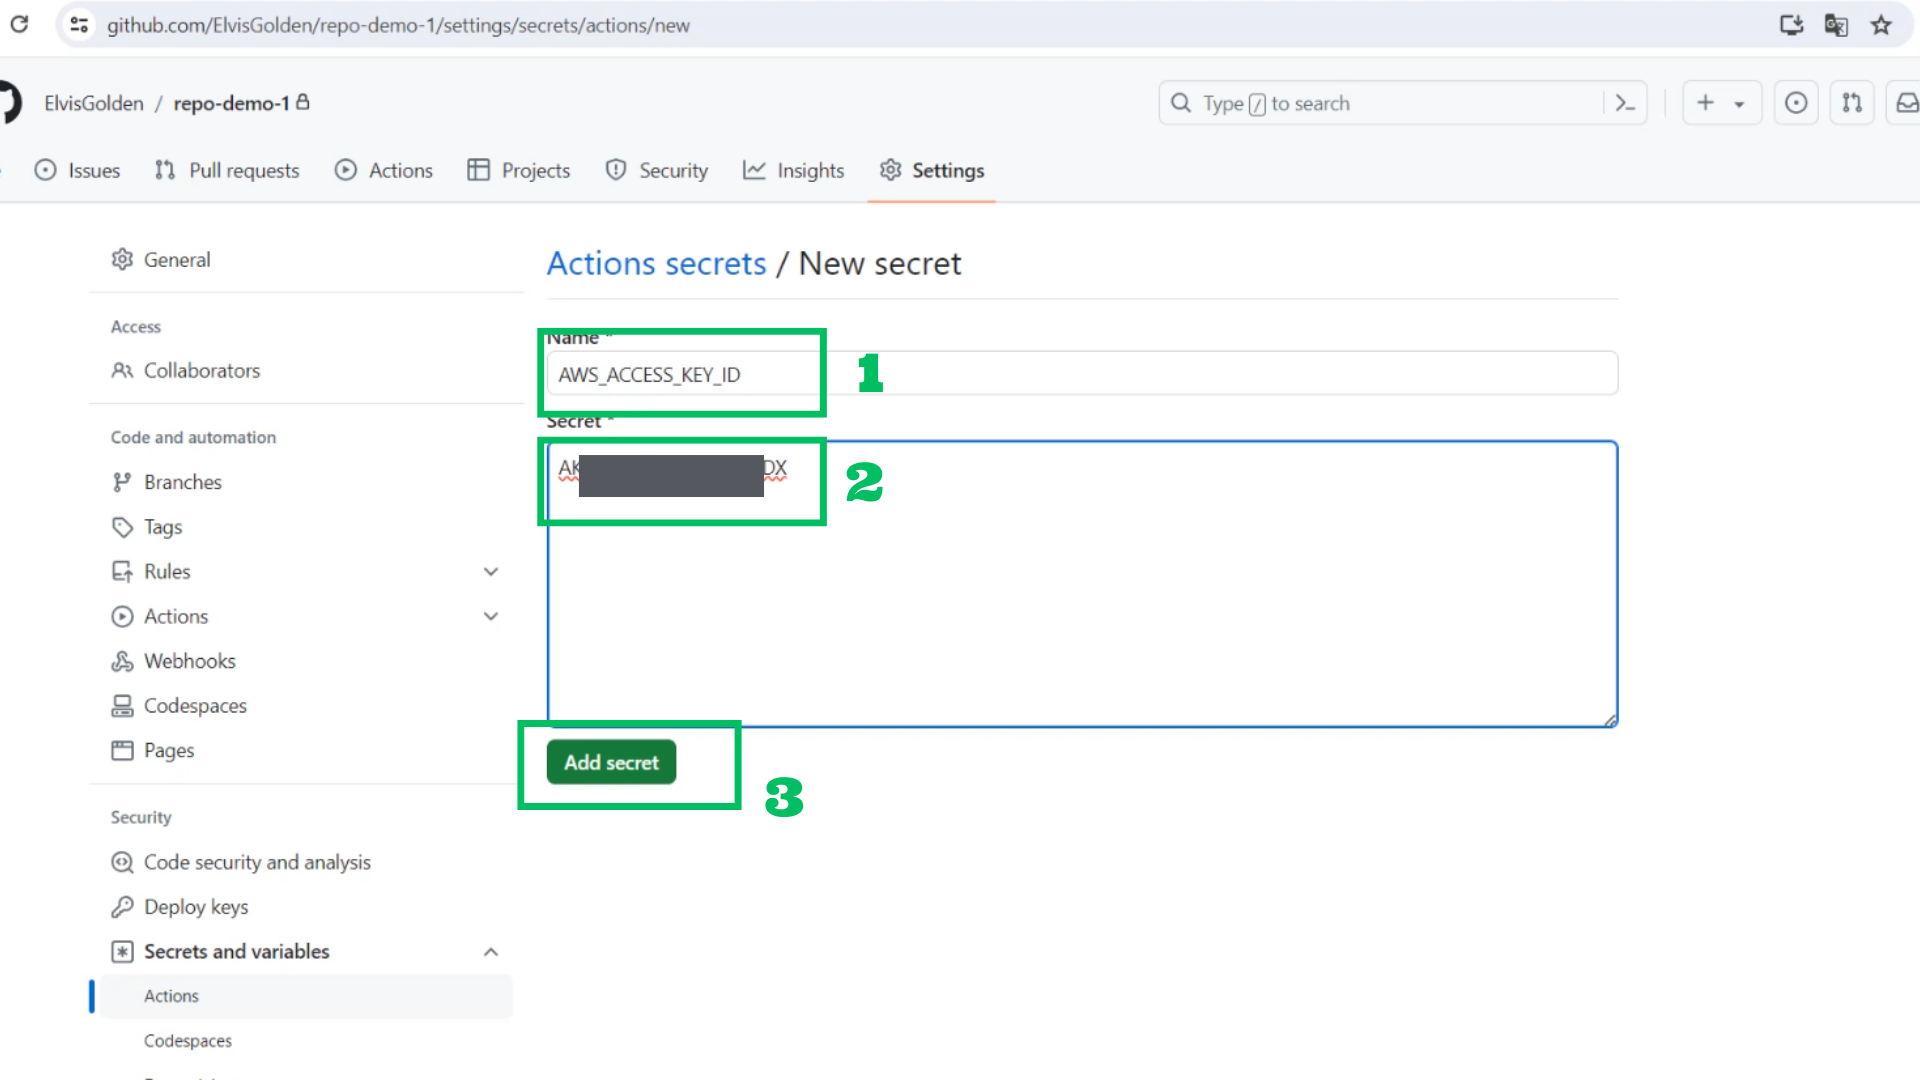 github.com/ElvisGolden/repo-demo-1/settings/secrets/actions/new
ElvisGolden / repo-demo-1
Type / to search
Issues Pull requests Actions Projects Security Insights Settings
General
Access
Collaborators
Code and automation
Branches
Tags
Rules
Actions
Webhooks
Codespaces
Pages
Security
Code security and analysis
Deploy keys
Secrets and variables
Actions
Codespaces
Actions secrets / New secret
Name *
AWS_ACCESS_KEY_ID
1
Secret *
AK DX
2
Add secret
3